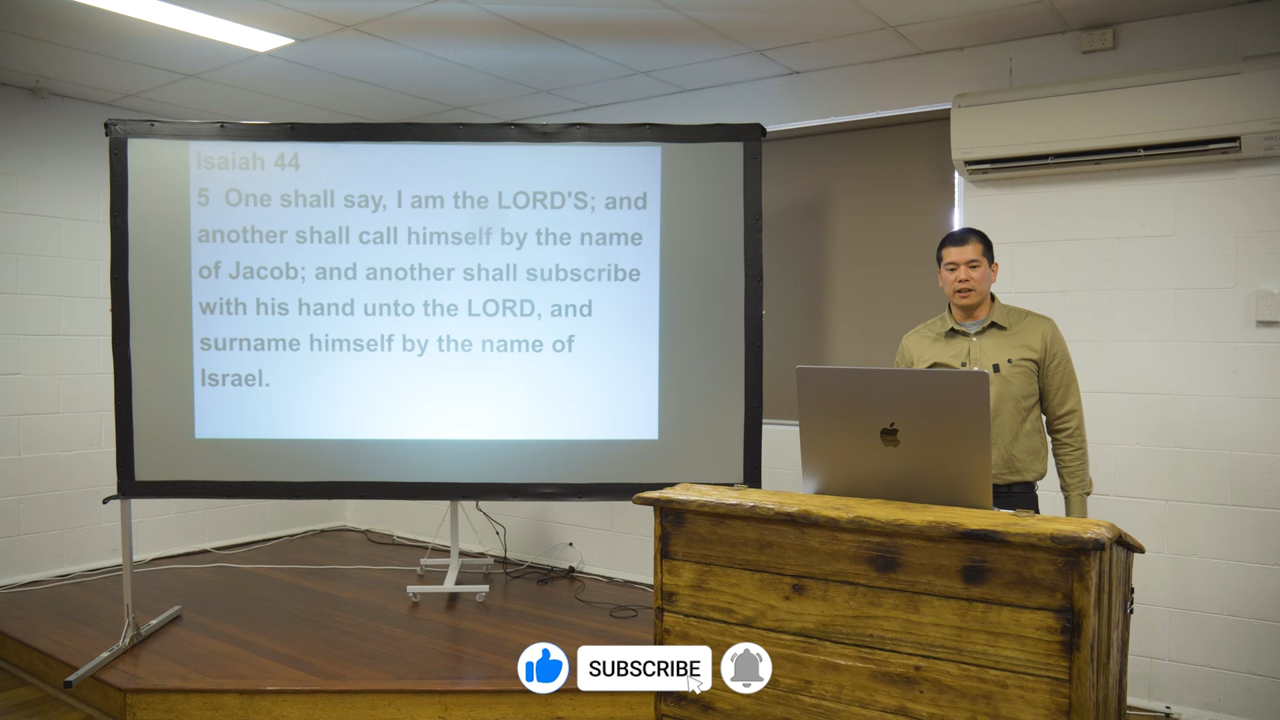 Isaiah 44
5 One shall say, I am the LORD'S; and
another shall call himself by the name
of Jacob; and another shall subscribe
with his hand unto the LORD, and
surname himself by the name of
Israel.
SUBSCRIBE